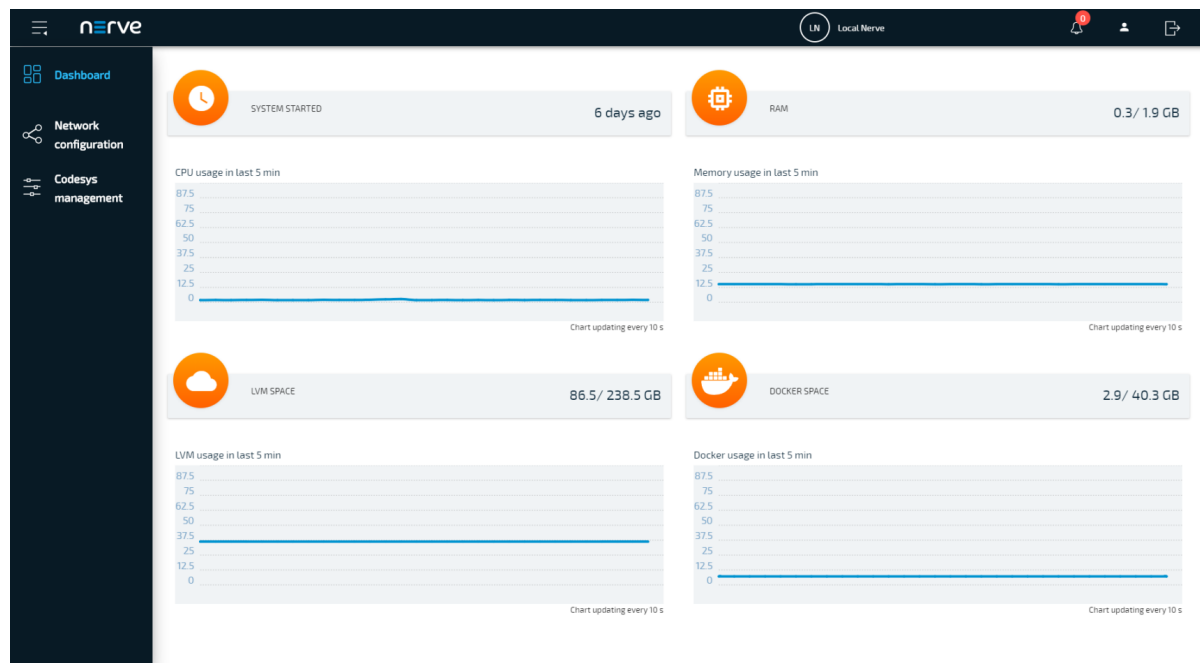 nerve
LN
Local Nerve
0
Dashboard
Network
configuration
Codesys
management
SYSTEM STARTED
6 days ago
RAM
0.3/ 1.9 GB
CPU usage in last 5 min
87.5
75
62.5
50
37.5
25
12.5
0
Chart updating every 10 s
Memory usage in last 5 min
87.5
75
62.5
50
37.5
25
12.5
0
Chart updating every 10 s
LVM SPACE
86.5/ 238.5 GB
DOCKER SPACE
2.9/ 40.3 GB
LVM usage in last 5 min
87.5
75
62.5
50
37.5
25
12.5
0
Chart updating every 10 s
Docker usage in last 5 min
87.5
75
62.5
50
37.5
25
12.5
0
Chart updating every 10 s